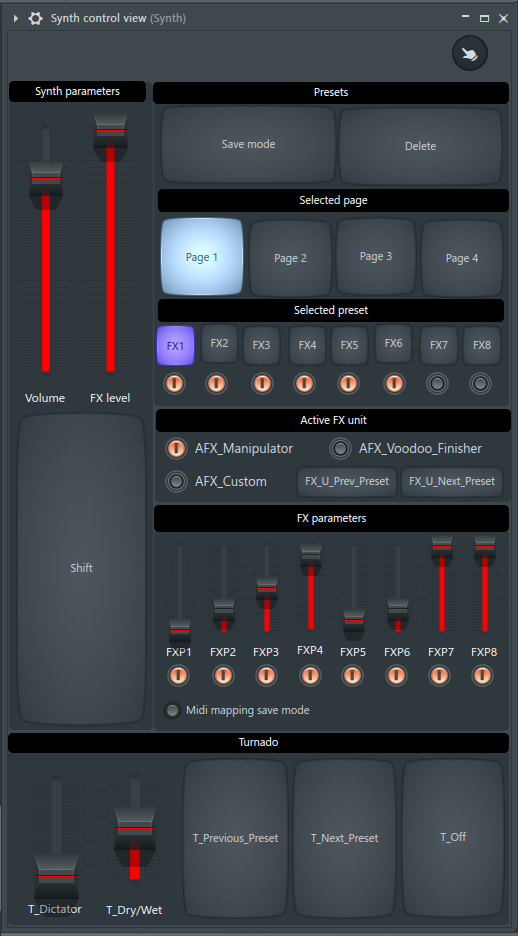 Synth control view (Synth)
Synth parameters
Presets
Save mode
Delete
Selected page
Page 1
Page 2
Page 3
Page 4
Selected preset
FX1
FX2
FX3
FX4
FX5
FX6
FX7
FX8
Volume
FX level
Active FX unit
AFX_Manipulator
AFX_Voodoo_Finisher
AFX_Custom
FX_U_Prev_Preset
FX_U_Next_Preset
Shift
FX parameters
FXP1
FXP2
FXP3
FXP4
FXP5
FXP6
FXP7
FXP8
Midi mapping save mode
Turnado
T_Dictator
T_Dry/Wet
T_Previous_Preset
T_Next_Preset
T_Off